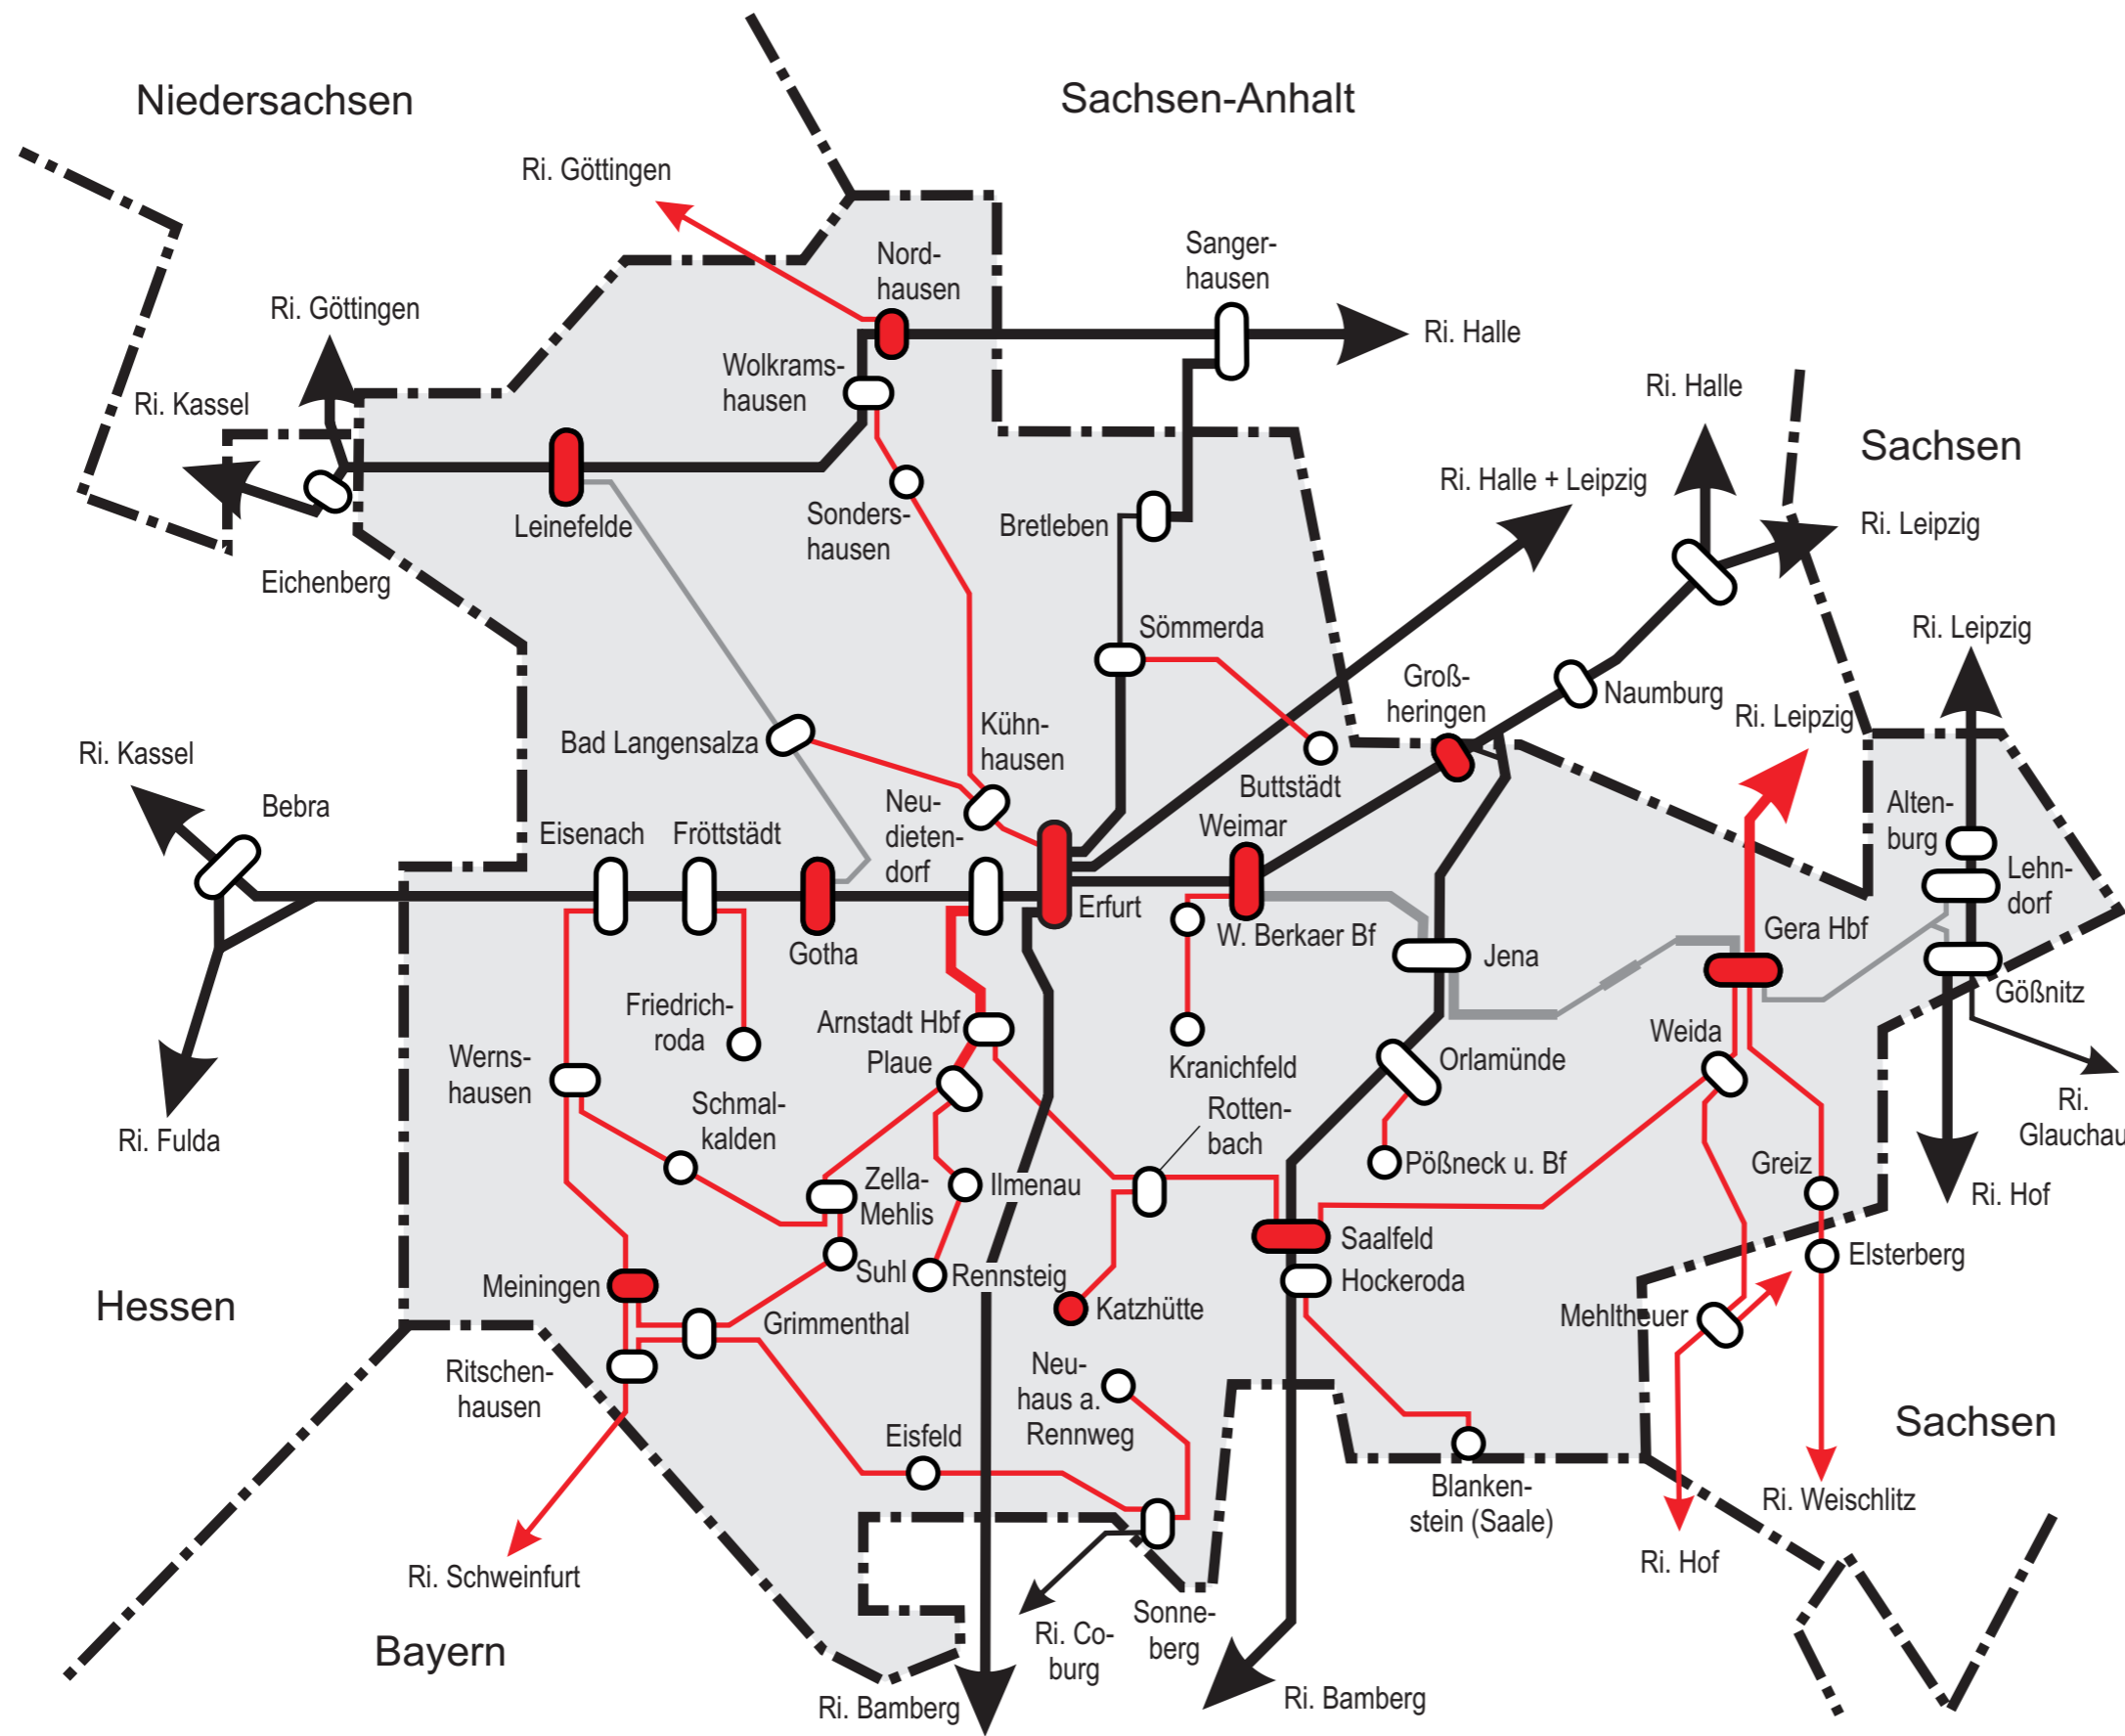 Niedersachsen
Sachsen-Anhalt
Ri. Göttingen
Nord-
hausen
Sanger-
hausen
Ri. Göttingen
Ri. Halle
Wolkrams-
hausen
Ri. Kassel
Ri. Halle
Sachsen
Ri. Halle + Leipzig
Leinefelde
Sonders-
hausen
Bretleben
Ri. Leipzig
Eichenberg
Sömmerda
Ri. Leipzig
Groß-
heringen
Naumburg
Ri. Leipzig
Bad Langensalza
Kühn-
hausen
Ri. Kassel
Bebra
Buttstädt
Neu-
dieten-
dorf
Eisenach
Fröttstädt
Weimar
Alten-
burg
Lehn-
dorf
Erfurt
Gotha
W. Berkaer Bf
Jena
Gera Hbf
Gößnitz
Friedrich-
roda
Arnstadt Hbf
Plaue
Weida
Werns-
hausen
Kranichfeld
Orlamünde
Ri.
Glauchau
Schmal-
kalden
Rotten-
bach
Ri. Fulda
Pößneck u. Bf
Greiz
Zella-
Mehlis
Ilmenau
Ri. Hof
Saalfeld
Elsterberg
Suhl
Rennsteig
Hockeroda
Meiningen
Hessen
Katzhütte
Mehltheuer
Grimmenthal
Ritschen-
hausen
Neu-
haus a.
Rennweg
Sachsen
Eisfeld
Blanken-
stein (Saale)
Ri. Weischlitz
Ri. Hof
Ri. Schweinfurt
Sonne-
berg
Ri. Co-
burg
Bayern
Ri. Bamberg
Ri. Bamberg